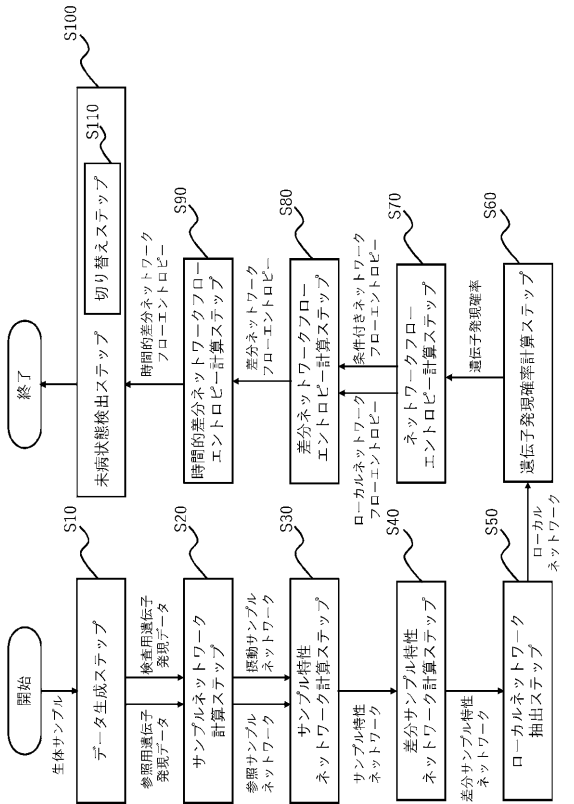 開始
生体サンプル
データ生成ステップ
S10
参照用遺伝子
発現データ
検査用遺伝子
発現データ
サンプルネットワーク
計算ステップ
S20
参照サンプル
ネットワーク
摂動サンプル
ネットワーク
サンプル特性
ネットワーク計算ステップ
S30
サンプル特性
ネットワーク
差分サンプル特性
ネットワーク計算ステップ
S40
差分サンプル特性
ネットワーク
ローカルネットワーク
抽出ステップ
S50
ローカル
ネットワーク
遺伝子発現確率計算ステップ
S60
遺伝子発現確率
ネットワークフロー
エントロピー計算ステップ
S70
ローカルネットワーク
フローエントロピー
条件付きネットワーク
フローエントロピー
差分ネットワークフロー
エントロピー計算ステップ
S80
差分ネットワーク
フローエントロピー
時間的差分ネットワークフロー
エントロピー計算ステップ
S90
時間的差分ネットワーク
フローエントロピー
未病状態検出ステップ
切り替えステップ
S110
S100
終了